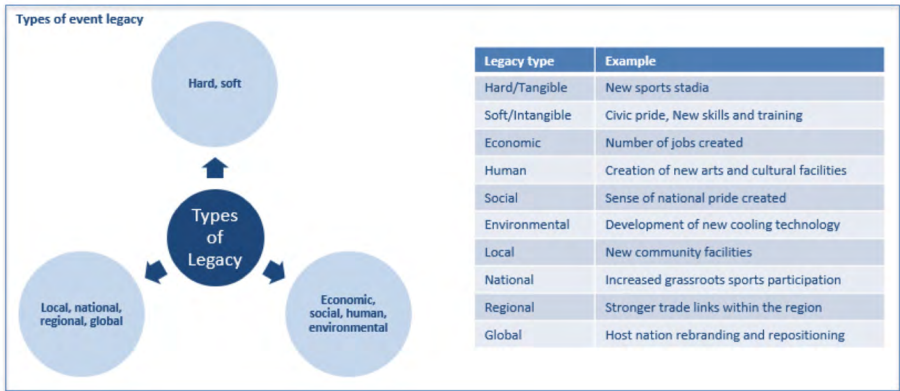 Types of event legacy
Hard, soft
Types
of
Legacy
Local, national,
regional, global
Economic,
social, human,
environmental
Legacy type Example
Hard/Tangible New sports stadia
Soft/Intangible Civic pride, New skills and training
Economic Number of jobs created
Human Creation of new arts and cultural facilities
Social Sense of national pride created
Environmental Development of new cooling technology
Local New community facilities
National Increased grassroots sports participation
Regional Stronger trade links within the region
Global Host nation rebranding and repositioning